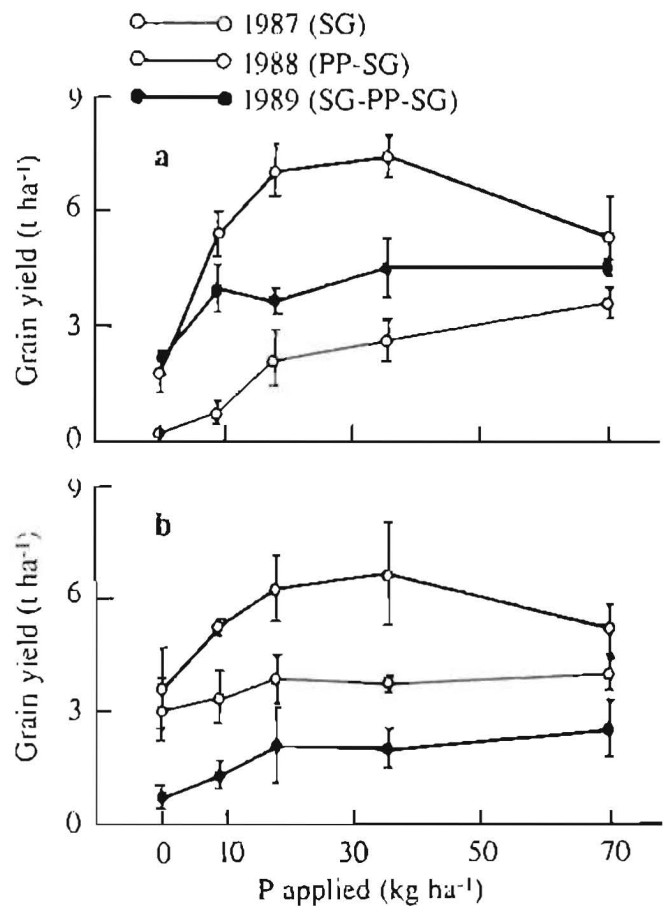 1987 (SG)
1988 (PP-SG)
1989 (SG-PP-SG)
a
9
6
3
0
Grain yield (t ha⁻¹)
b
9
6
3
0
Grain yield (t ha⁻¹)
0 10 30 50 70
P applied (kg ha⁻¹)